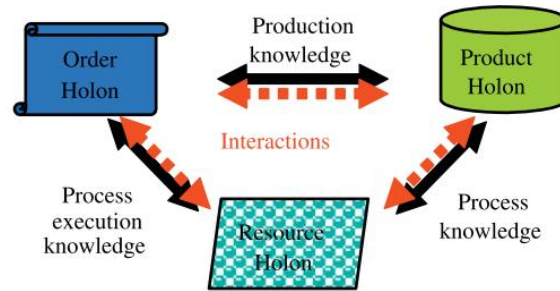 Order
Holon
Production
knowledge
Product
Holon
Interactions
Process
execution
knowledge
Resource
Holon
Process
knowledge